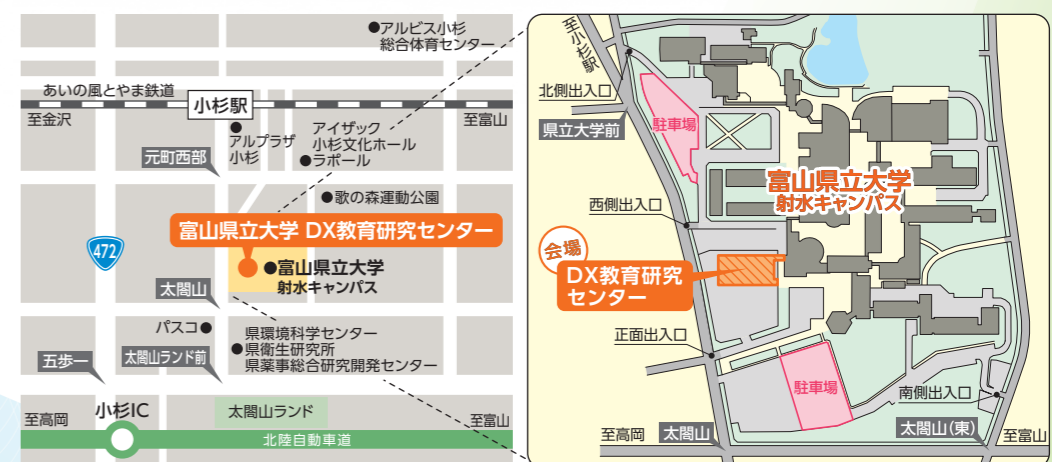 ●アルビス小杉
総合体育センター
あいの風とやま鉄道
小杉駅
至金沢
至富山
●
アルプラザ
小杉
アイザック
小杉文化ホール
●ラポール
元町西部
●歌の森運動公園
富山県立大学 DX教育研究センター
472
●富山県立大学
射水キャンパス
太閤山
パスコ●
県環境科学センター
●県衛生研究所
県薬事総合研究開発センター
五歩一
太閤山ランド前
小杉IC
太閤山ランド
至高岡
至富山
北陸自動車道
至小杉駅
北側出入口
県立大学前
駐車場
富山県立大学
射水キャンパス
西側出入口
会場
DX教育研究
センター
正面出入口
駐車場
南側出入口
至高岡
太閤山
太閤山(東)
至富山